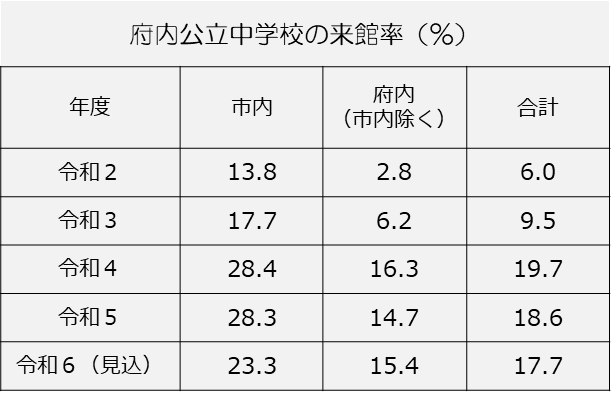 府内公立中学校の来館率（％）
年度 市内 府内（市内除く） 合計
令和２ 13.8 2.8 6.0
令和３ 17.7 6.2 9.5
令和４ 28.4 16.3 19.7
令和５ 28.3 14.7 18.6
令和６（見込） 23.3 15.4 17.7